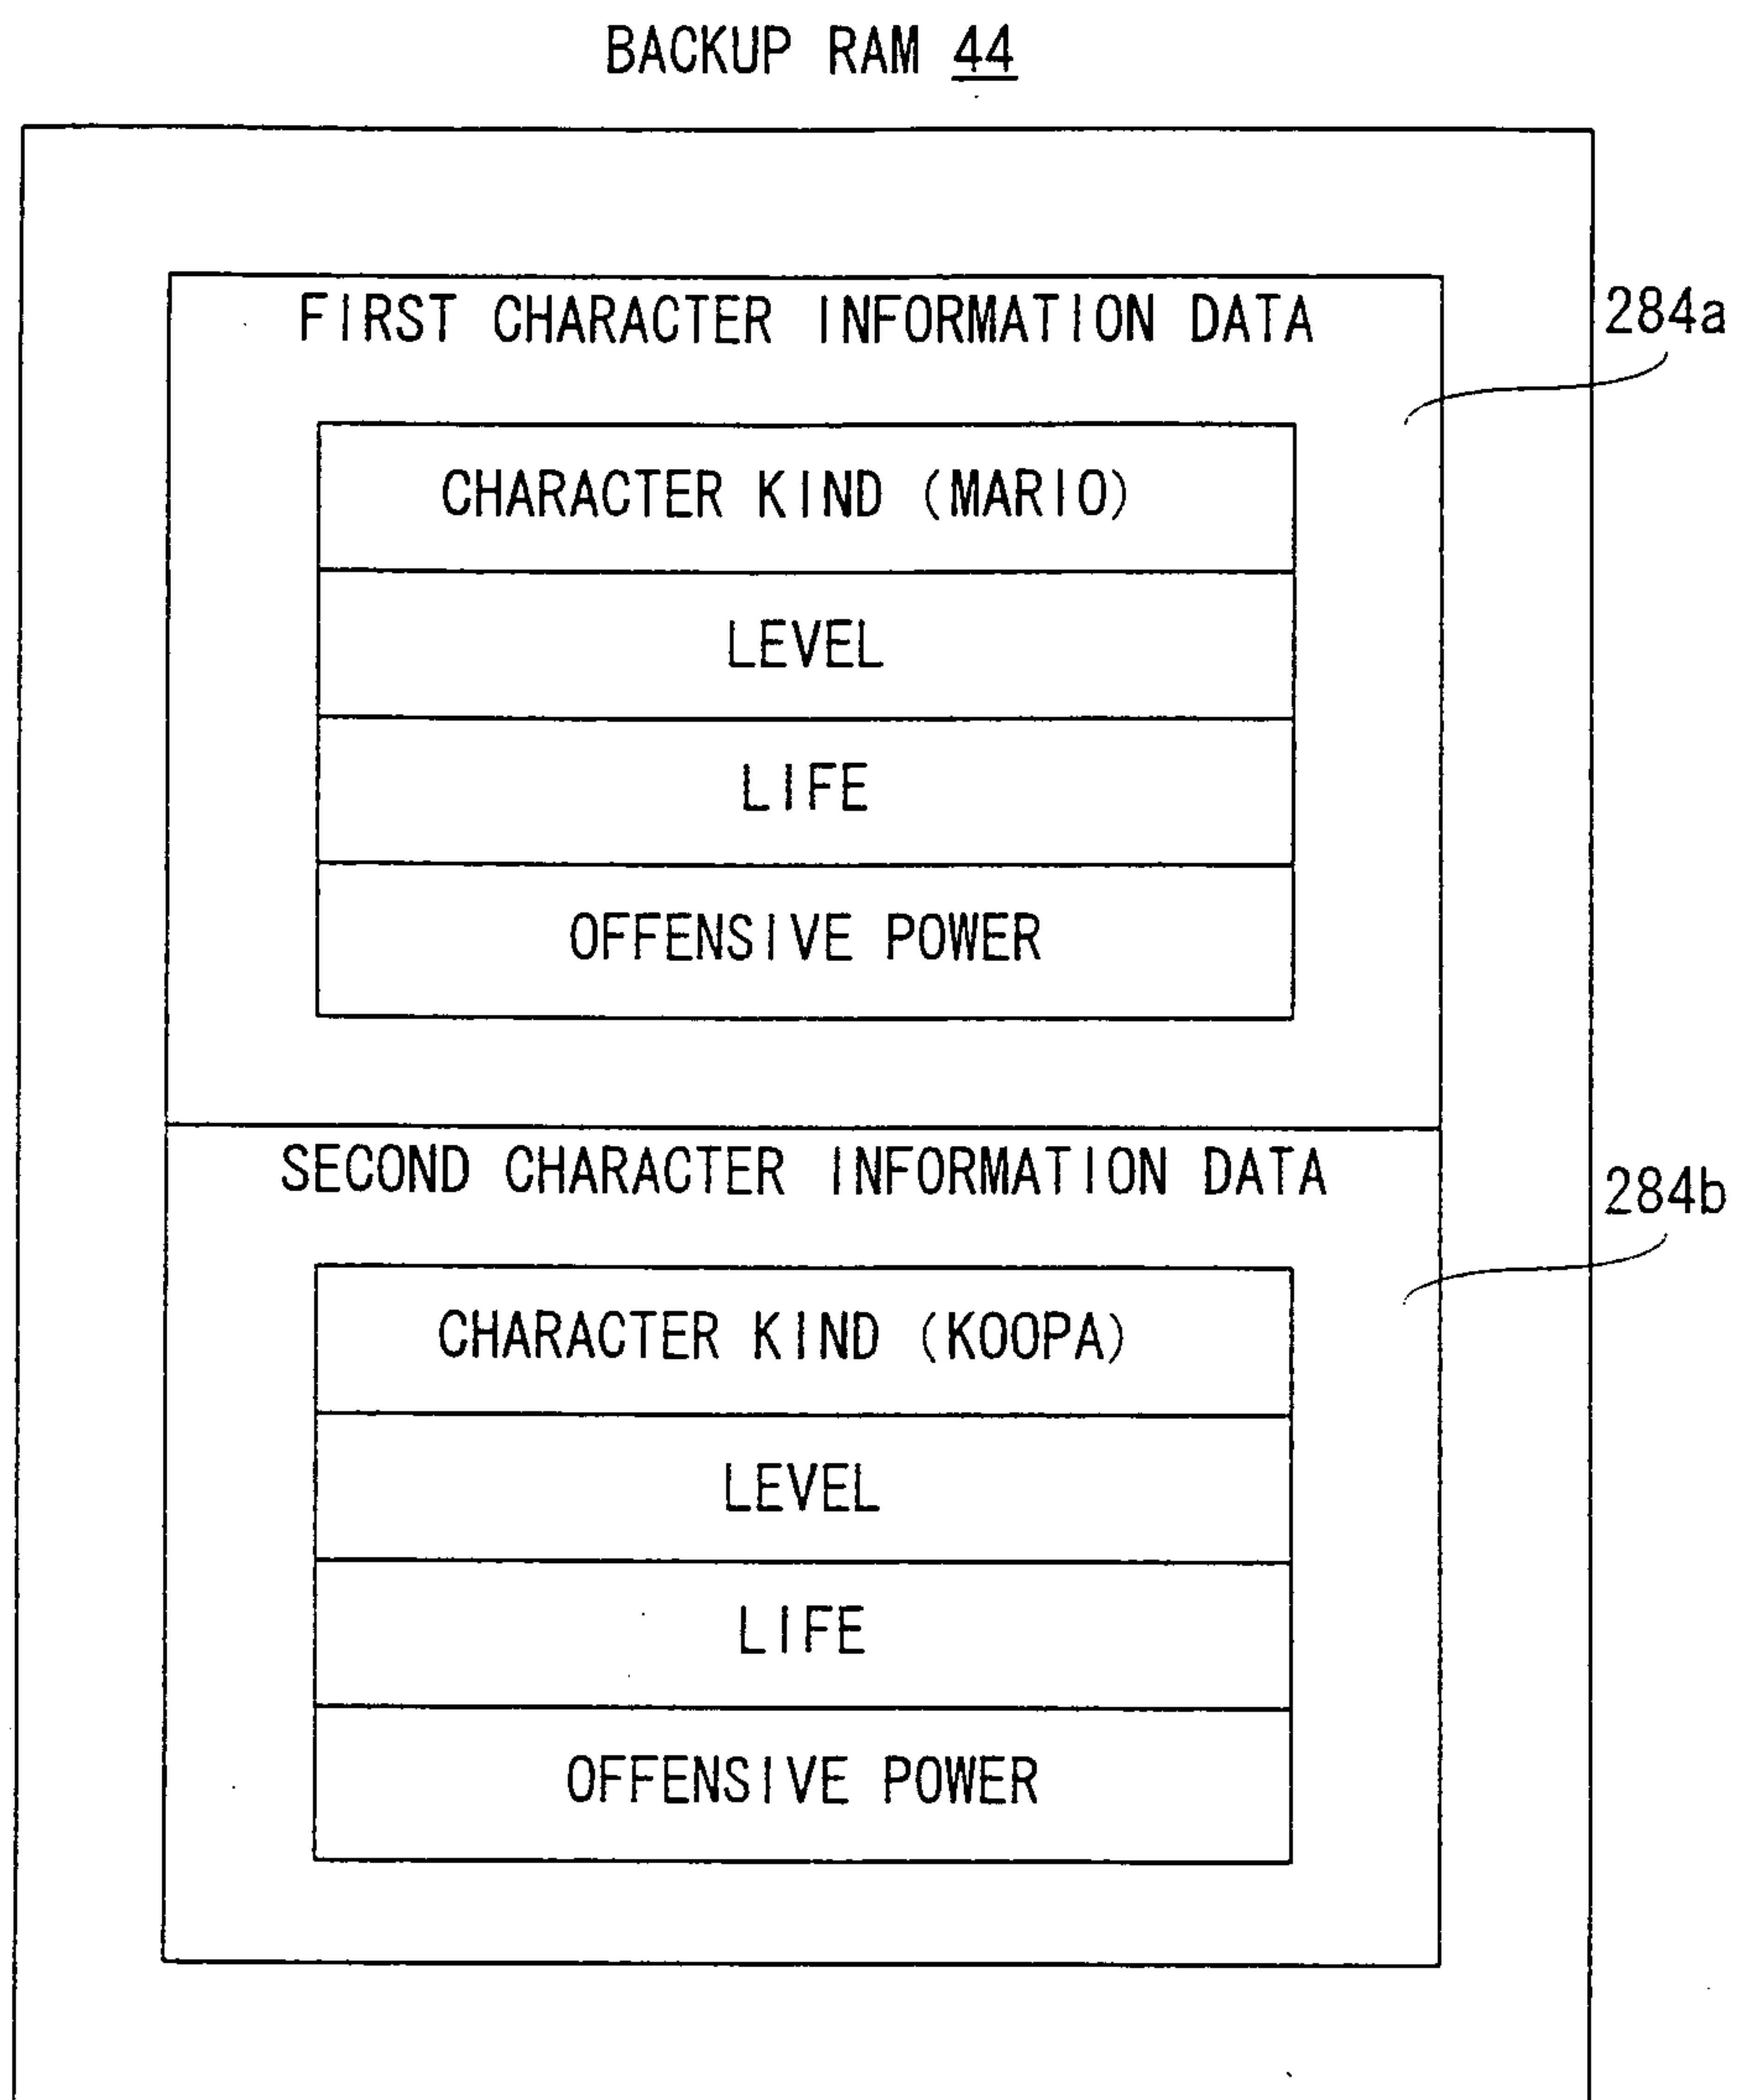 BACKUP RAM 44
FIRST CHARACTER INFORMATION DATA
284a
CHARACTER KIND (MARIO)
LEVEL
LIFE
OFFENSIVE POWER
SECOND CHARACTER INFORMATION DATA
284b
CHARACTER KIND (KOOPA)
LEVEL
LIFE
OFFENSIVE POWER